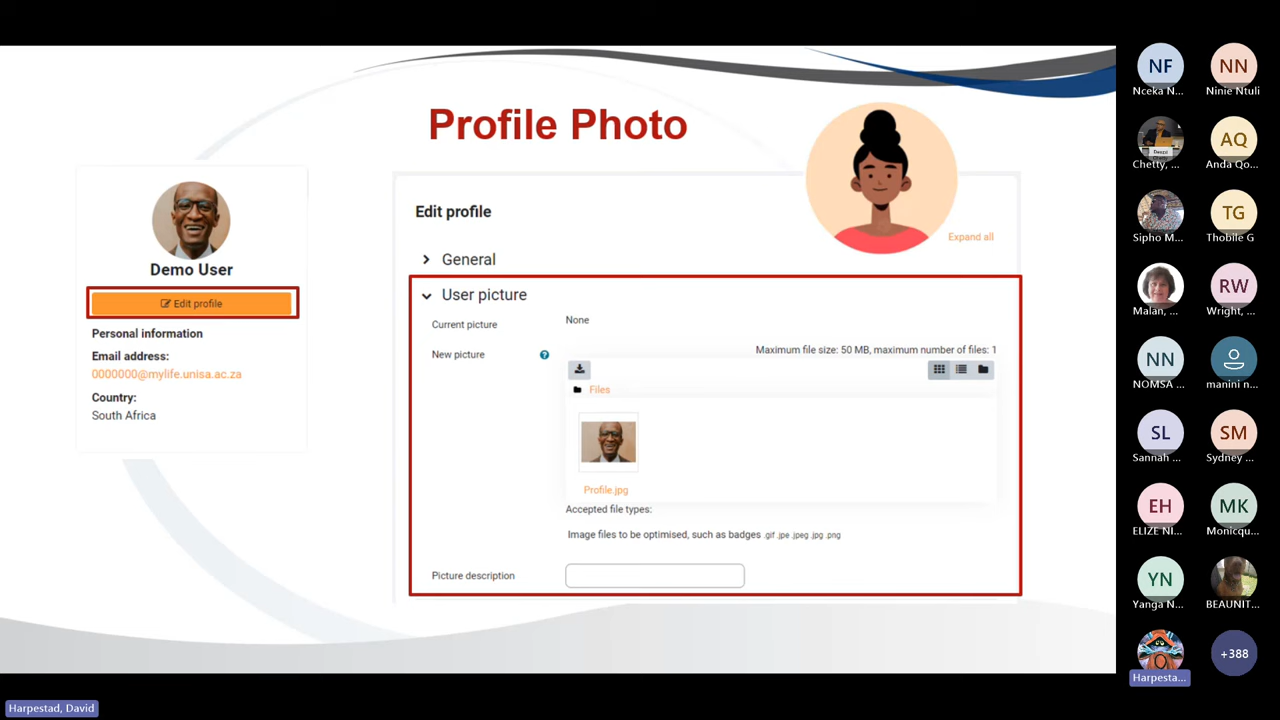 Profile Photo
Demo User
Edit profile
Personal information
Email address:
0000000@mylife.unisa.ac.za
Country:
South Africa
Edit profile
Expand all
General
User picture
Current picture
None
New picture
Maximum file size: 50 MB, maximum number of files: 1
Files
Profile.jpg
Accepted file types:
Image files to be optimised, such as badges .gif .jpe .jpeg .jpg .png
Picture description
NF
NN
Nceka N...
Ninie Ntuli
AQ
Chetty, ...
Anda Qo...
TG
Sipho M...
Thobile G
RW
Malan, ...
Wright, ...
NN
NOMSA ...
manini n...
SL
SM
Sannah ...
Sydney ...
EH
MK
ELIZE NI...
Monicqu...
YN
Yanga N...
BEAUNIT...
+388
Harpesta...
Harpestad, David